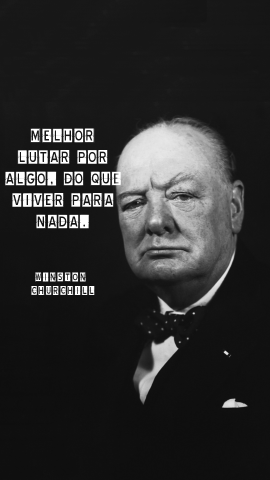 MELHOR
LUTAR POR
ALGO, DO QUE
VIVER PARA
NADA.
WINSTON
CHURCHILL